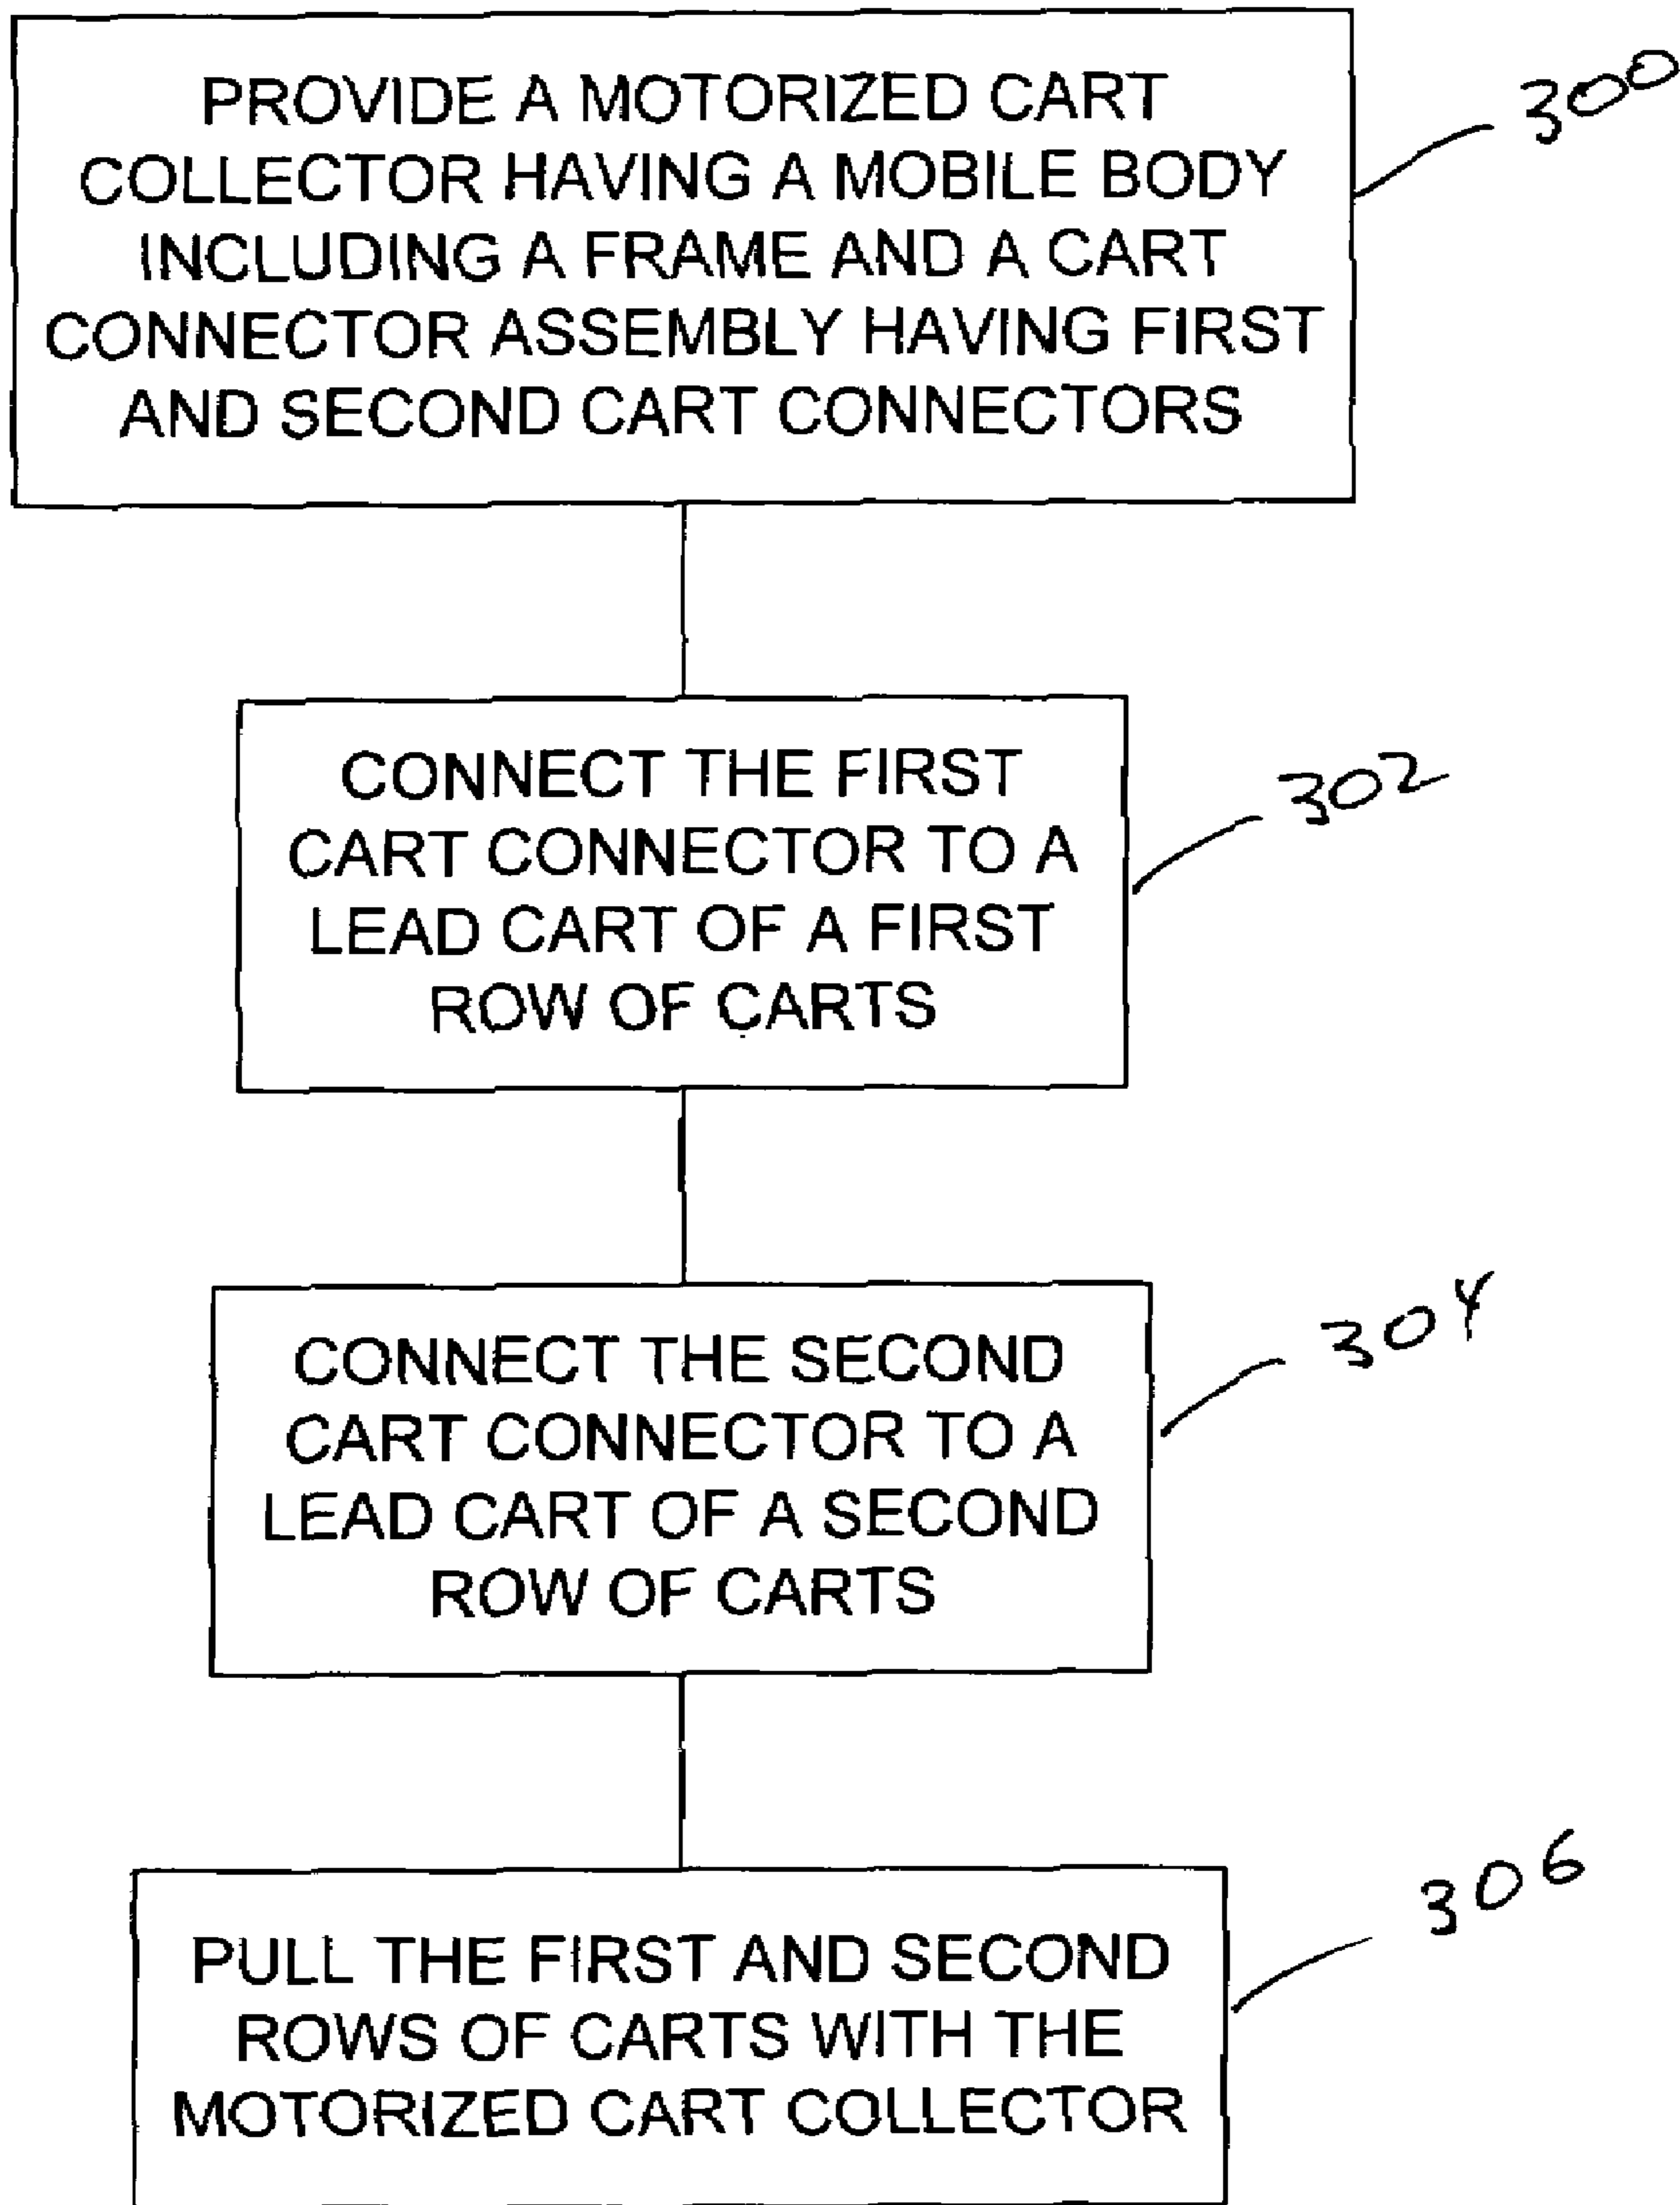 PROVIDE A MOTORIZED CART
COLLECTOR HAVING A MOBILE BODY
INCLUDING A FRAME AND A CART
CONNECTOR ASSEMBLY HAVING FIRST
AND SECOND CART CONNECTORS
300
CONNECT THE FIRST
CART CONNECTOR TO A
LEAD CART OF A FIRST
ROW OF CARTS
302
CONNECT THE SECOND
CART CONNECTOR TO A
LEAD CART OF A SECOND
ROW OF CARTS
304
PULL THE FIRST AND SECOND
ROWS OF CARTS WITH THE
MOTORIZED CART COLLECTOR
306